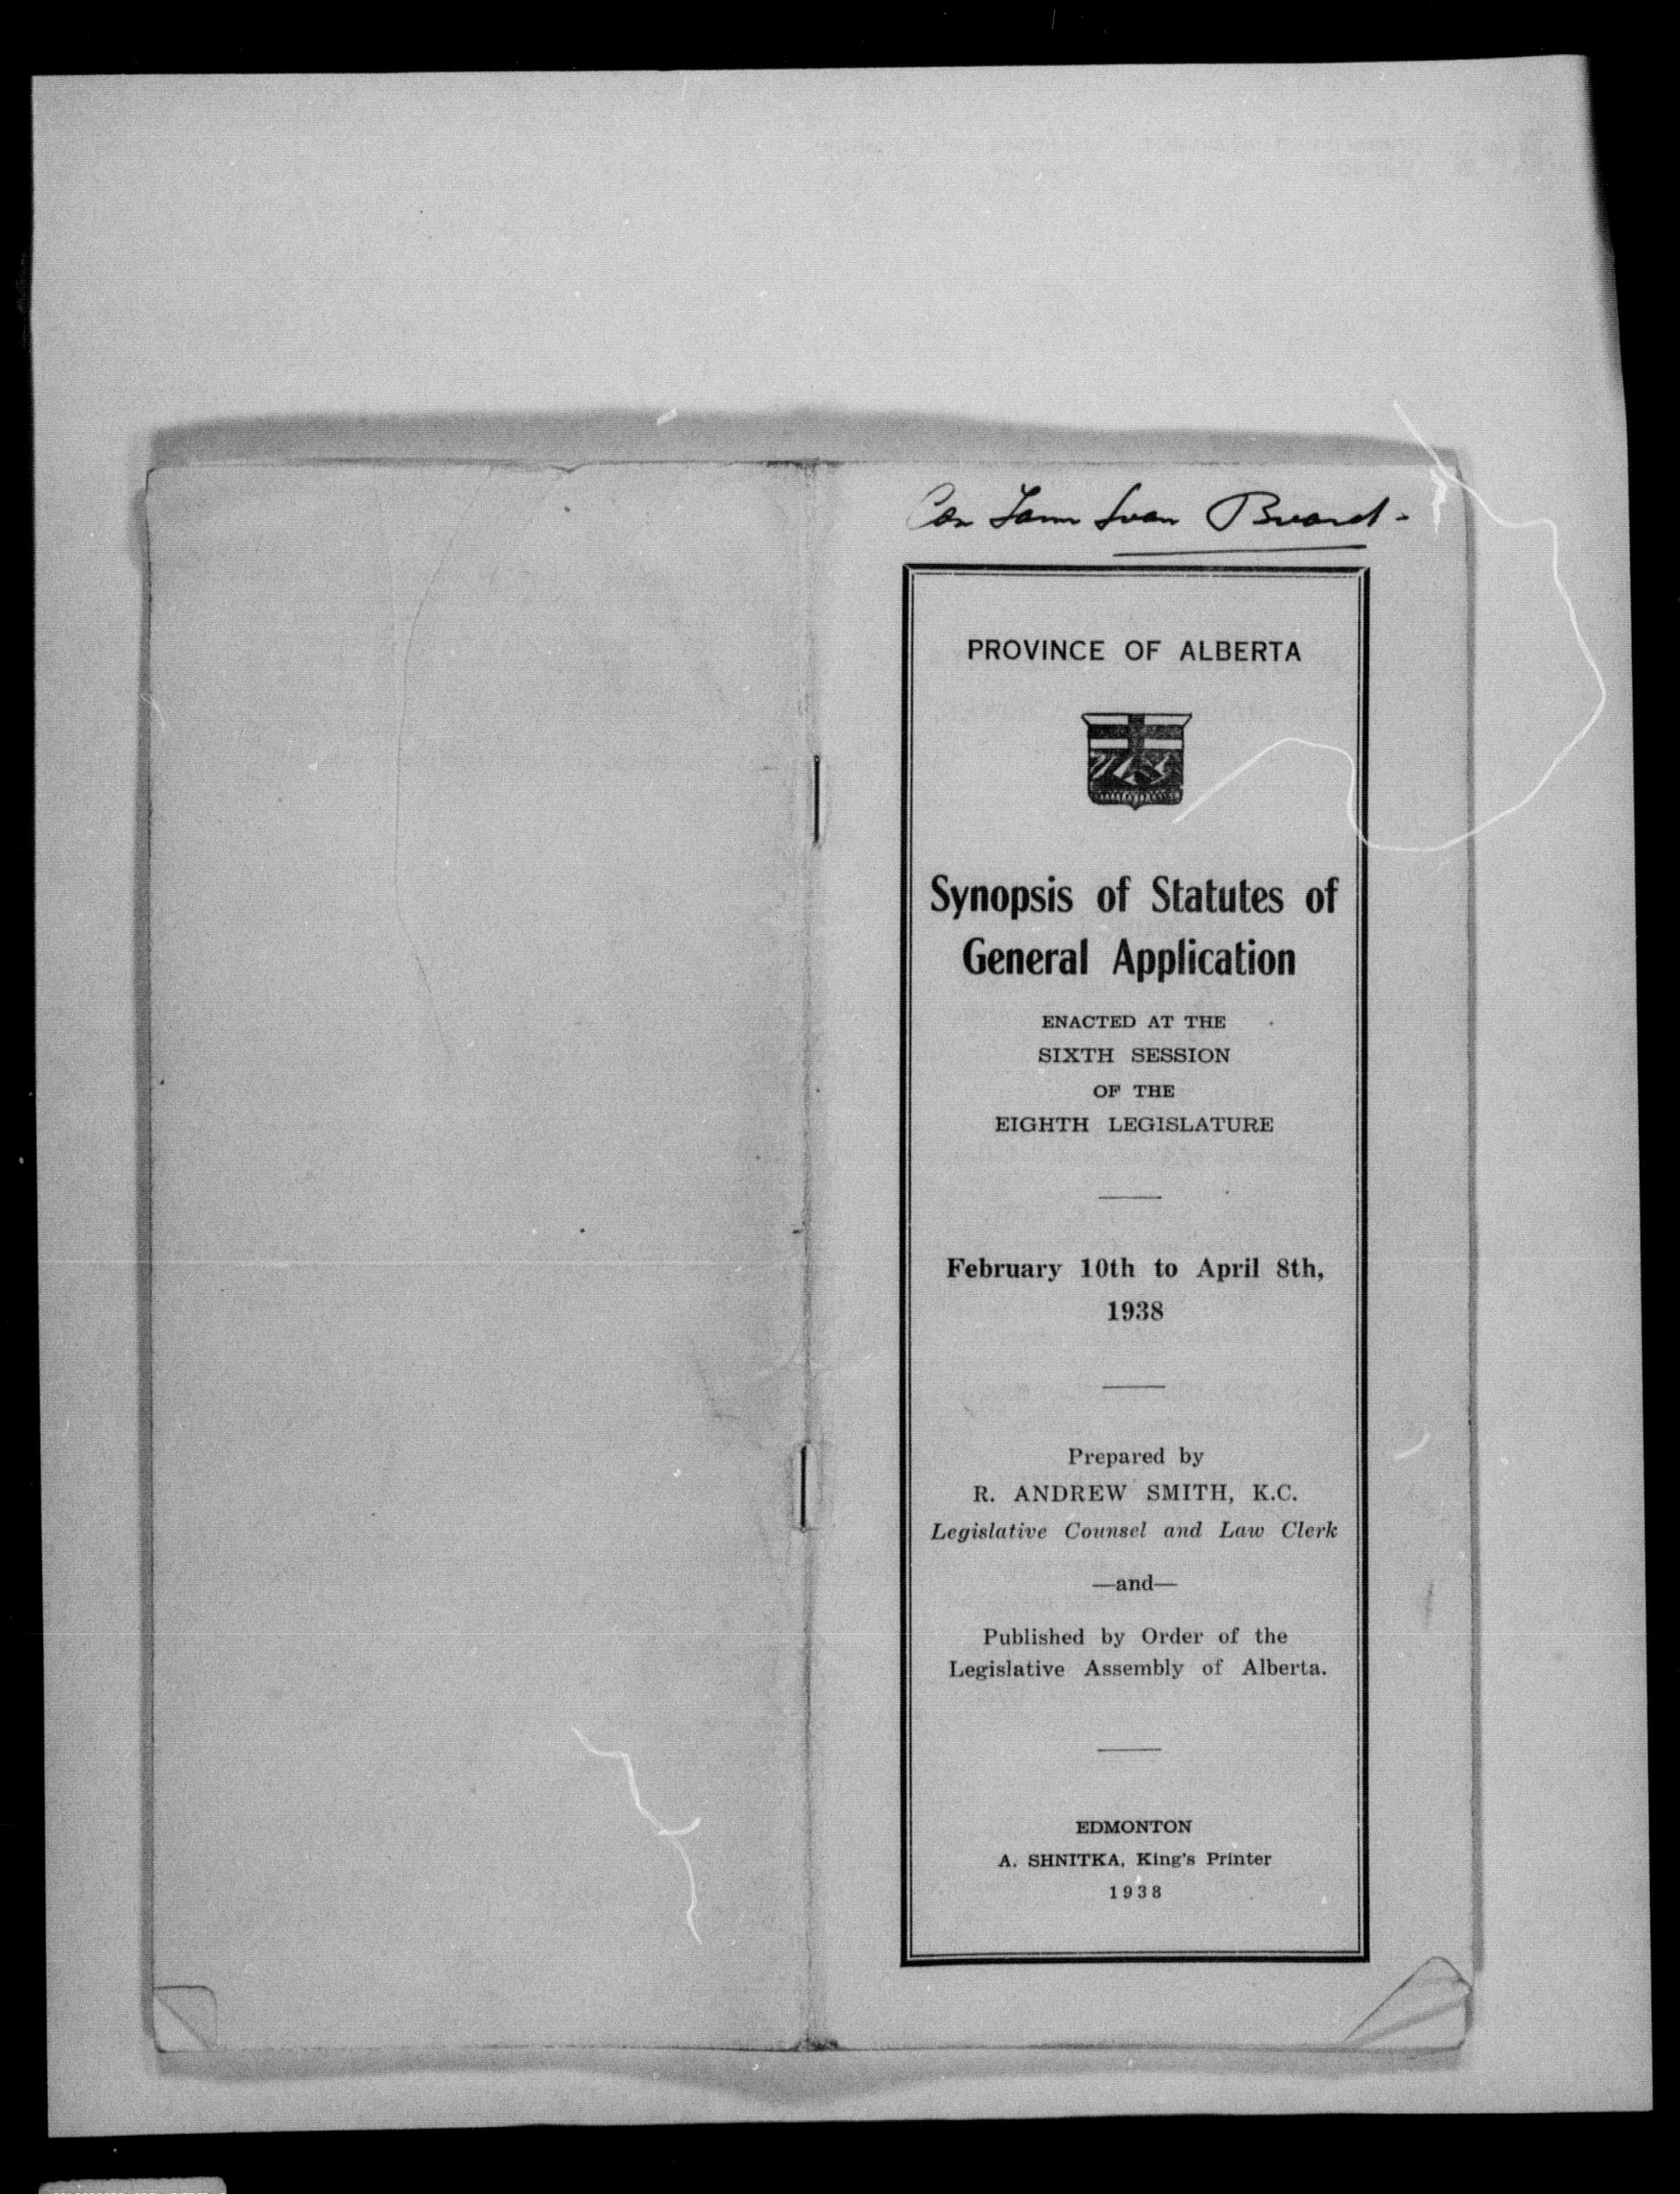 Can Farm Loan Board -
PROVINCE OF ALBERTA
Synopsis of Statutes of
General Application
ENACTED AT THE
SIXTH SESSION
OF THE
EIGHTH LEGISLATURE
February 10th to April 8th,
1938
Prepared by
R. ANDREW SMITH, K.C.
Legislative Counsel and Law Clerk
—and—
Published by Order of the
Legislative Assembly of Alberta.
EDMONTON
A. SHNITKA, King's Printer
1938